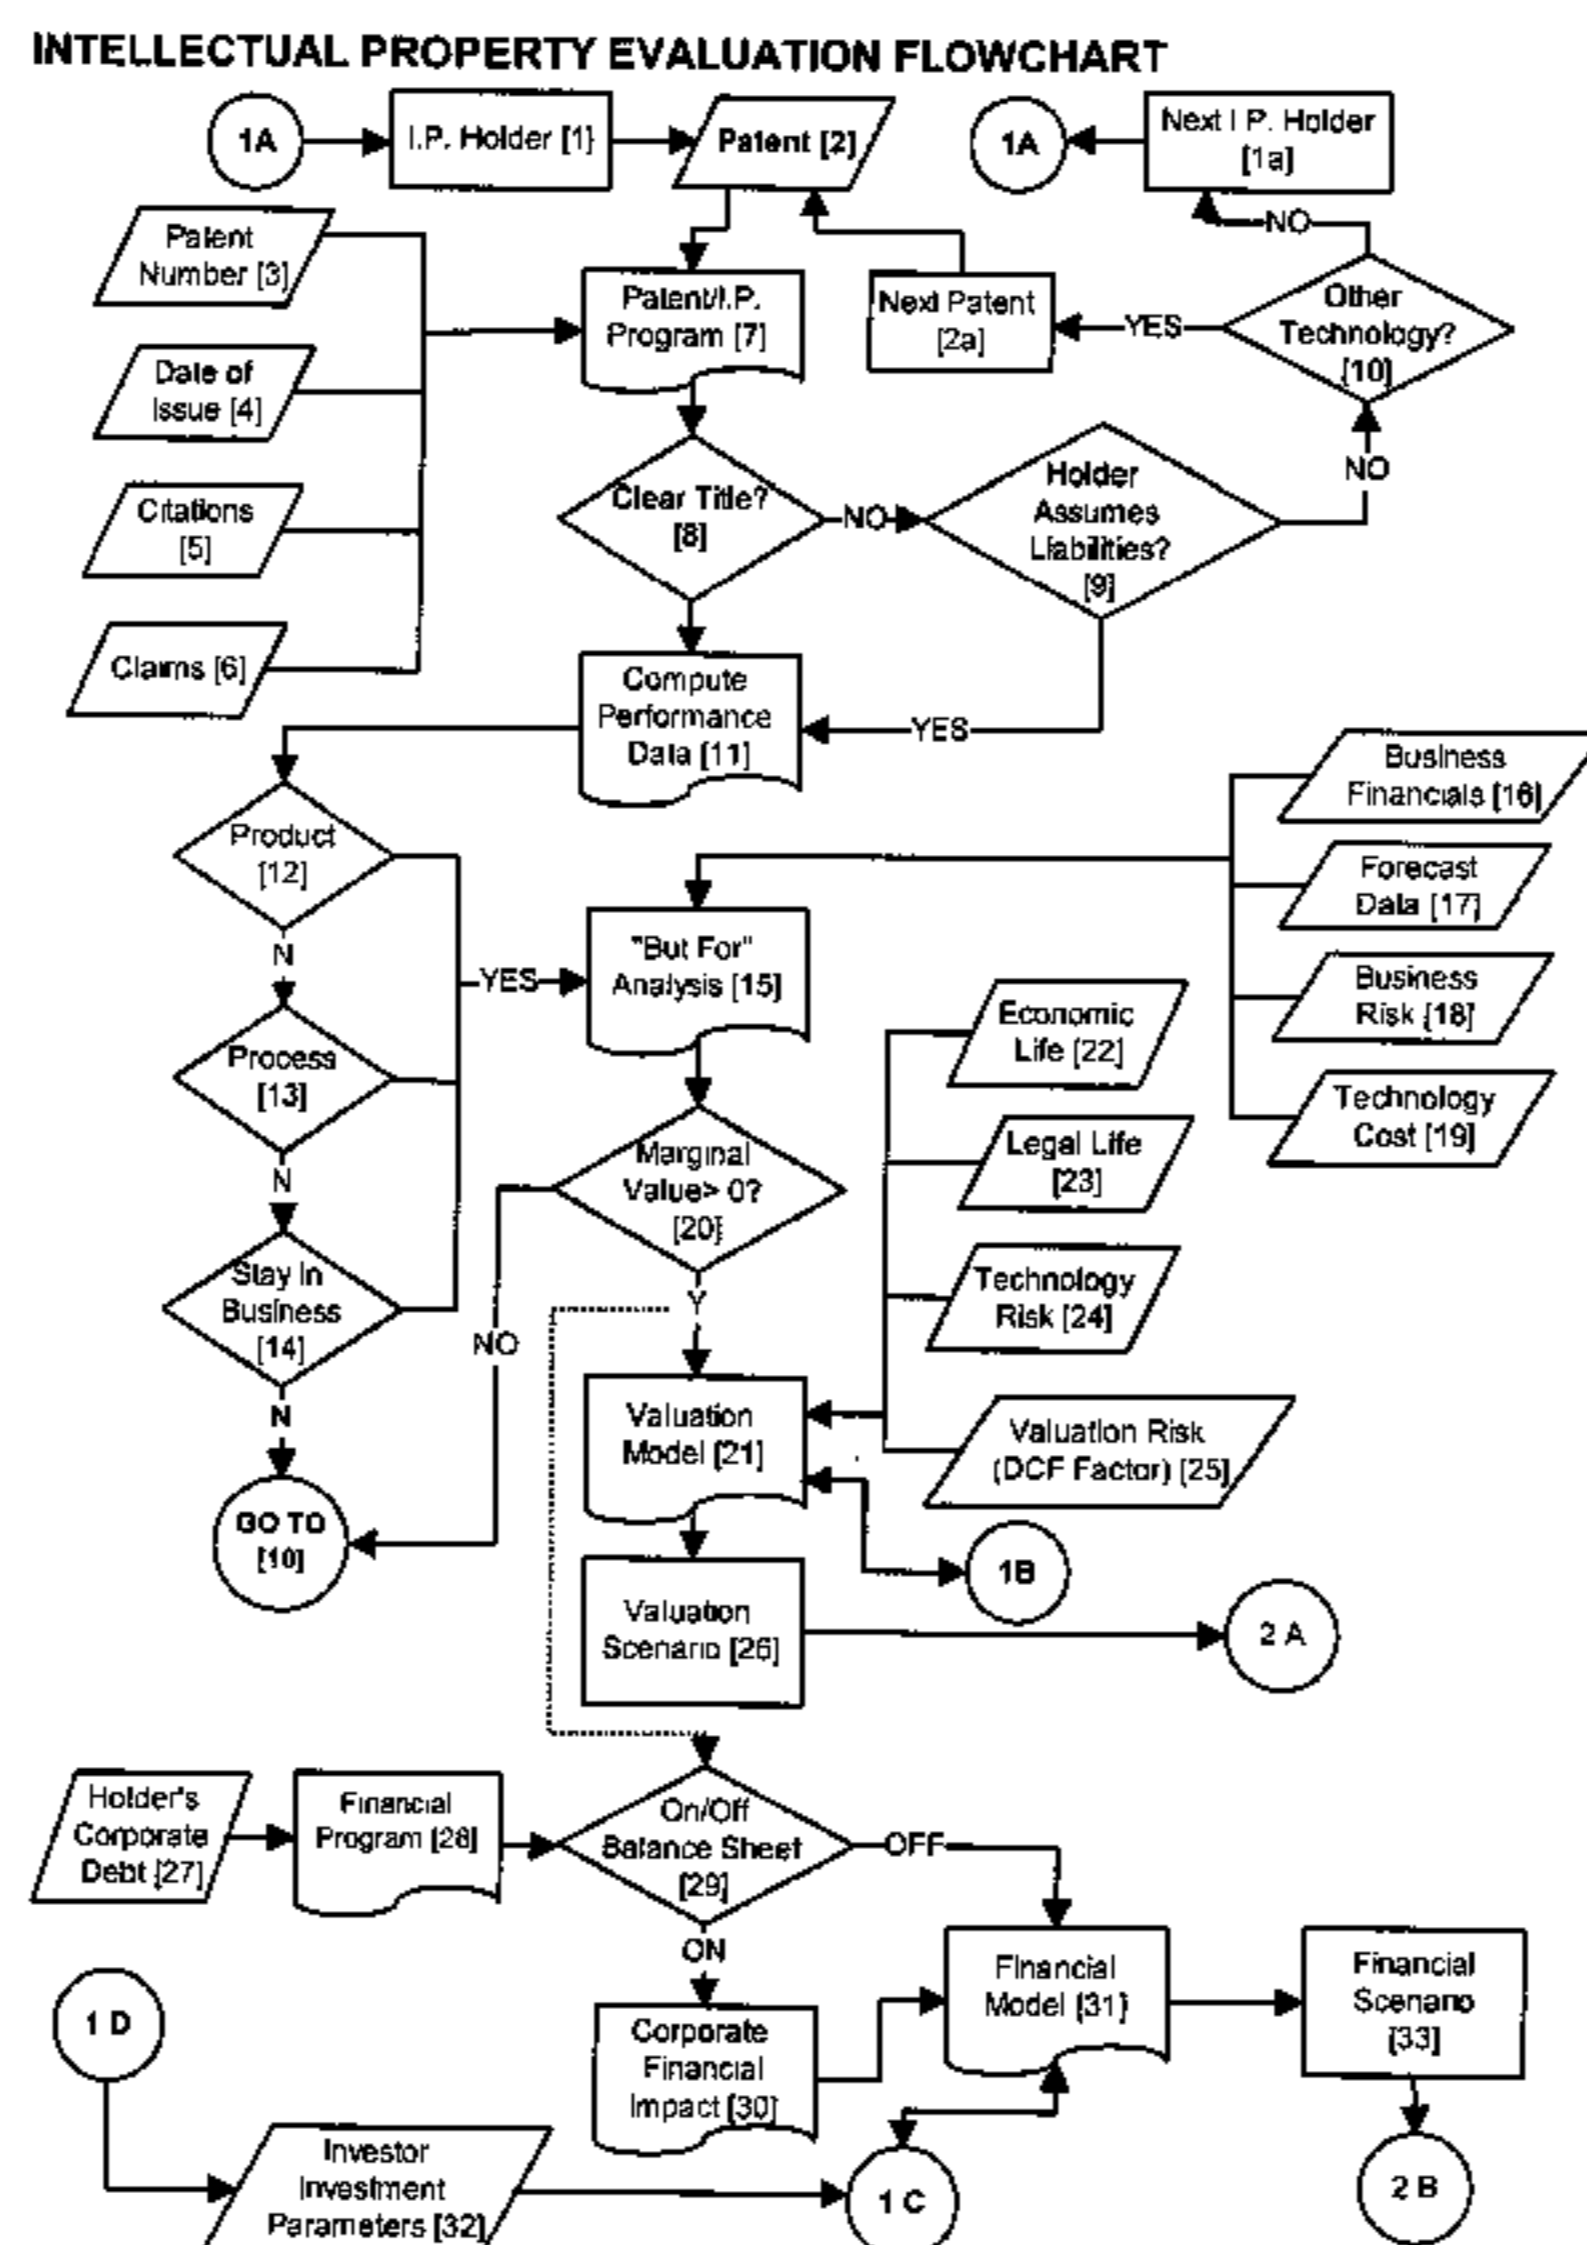 INTELLECTUAL PROPERTY EVALUATION FLOWCHART
1A
I.P. Holder [1}
Patent [2]
1A
Next I.P. Holder
[1a]
NO
Patent
Number [3]
Patent/I.P.
Program [7]
Next Patent
[2a]
YES
Other
Technology?
[10]
Date of
Issue [4]
NO
Citations
[5]
Clear Title?
[8]
NO
Holder
Assumes
Liabilities?
[9]
Claims [6]
Compute
Performance
Data [11]
YES
Business
Financials [16]
Product
[12]
Forecast
Data [17]
N
YES
"But For"
Analysis [15]
Business
Risk [18]
Economic
Life [22]
Process
[13]
Technology
Cost [19]
N
Marginal
Value> 0?
[20]
Legal Life
[23]
Stay In
Business
[14]
Y
NO
Technology
Risk [24]
N
Valuation
Model [21]
Valuation Risk
(DCF Factor) [25]
GO TO
[10]
1B
Valuation
Scenario [26]
2 A
Holder's
Corporate
Debt [27]
Financial
Program [28]
On/Off
Balance Sheet
[29]
OFF
ON
1 D
Corporate
Financial
Impact [30]
Financial
Model [31]
Financial
Scenario
[33]
Investor
Investment
Parameters [32]
1 C
2 B